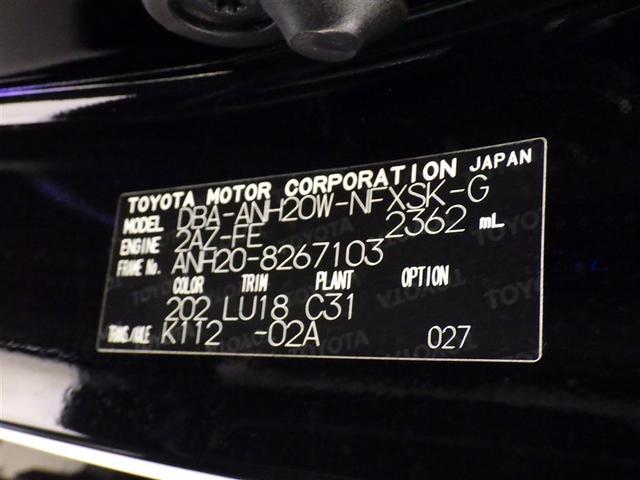 TOYOTA MOTOR CORPORATION JAPAN
MODEL DBA-ANH20W-NFXSK-G
ENGINE 2AZ-FE 2362 mL
FRAME No. ANH20-8267103
COLOR TRIM PLANT OPTION
202 LU18 C31
TRANS/AXLE K112 -02A 027